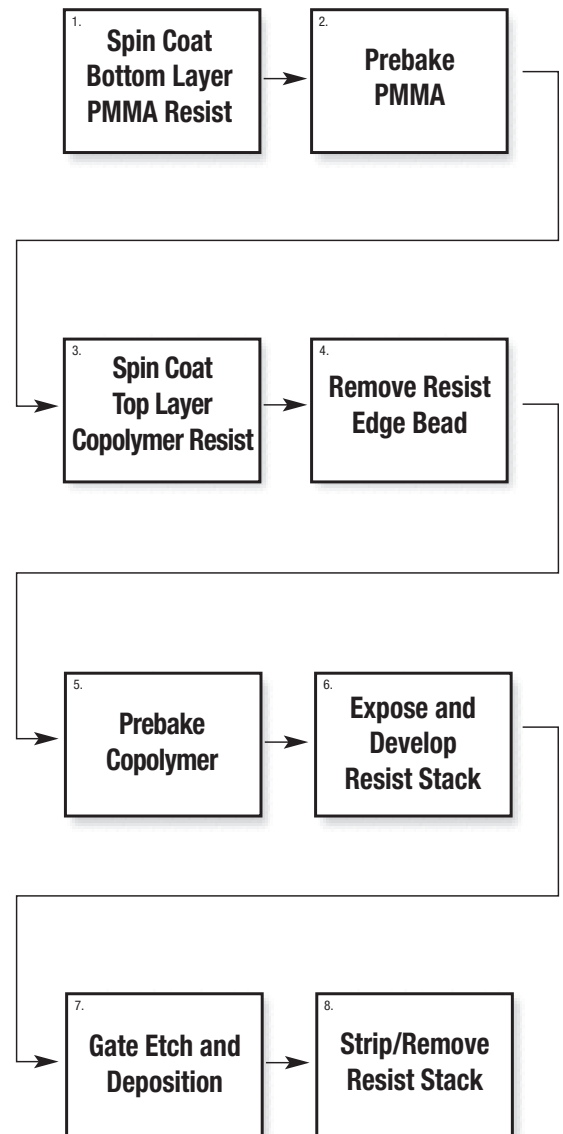 1.
Spin Coat
Bottom Layer
PMMA Resist
2.
Prebake
PMMA
3.
Spin Coat
Top Layer
Copolymer Resist
4.
Remove Resist
Edge Bead
5.
Prebake
Copolymer
6.
Expose and
Develop
Resist Stack
7.
Gate Etch and
Deposition
8.
Strip/Remove
Resist Stack